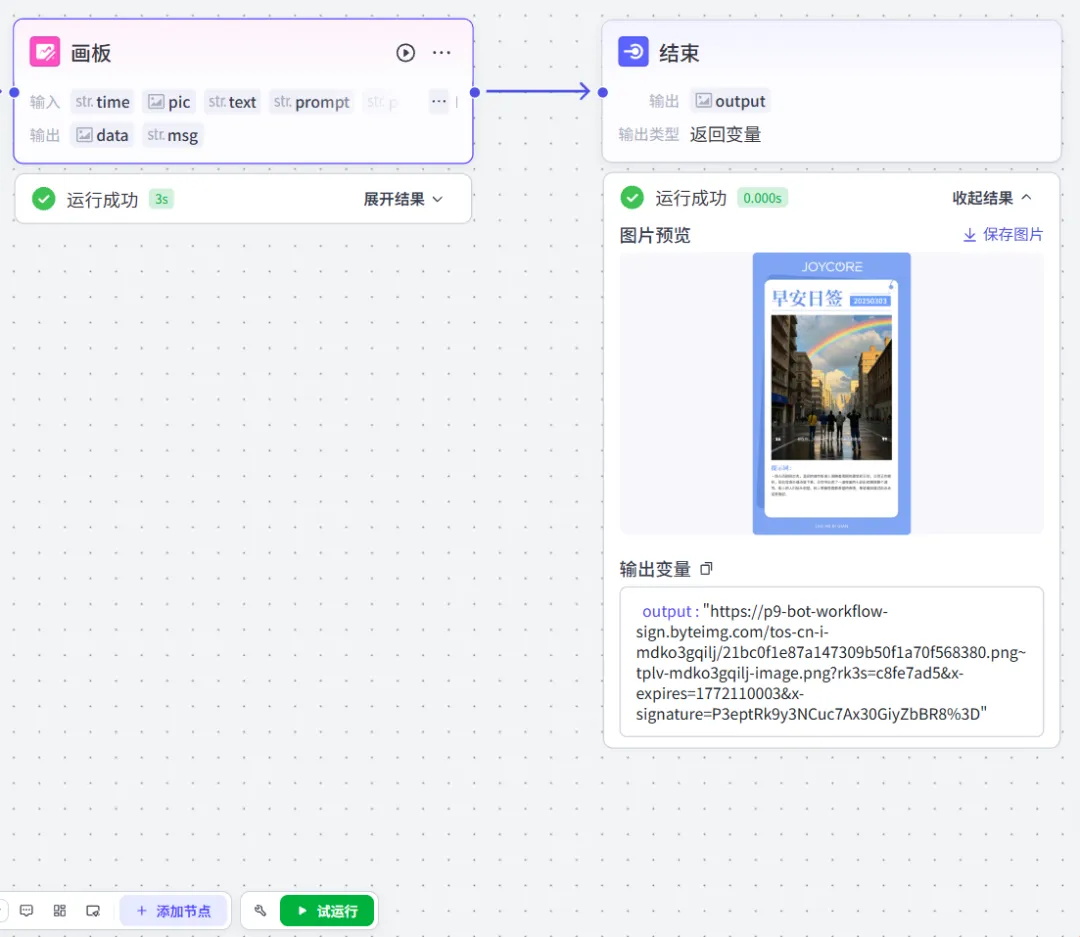 画板
输入 str. time pic str. text str. prompt str. p ...
输出 data str. msg
运行成功 3s 展开结果
结束
输出 output
输出类型 返回变量
运行成功 0.000s 收起结果
图片预览 保存图片
JOYCORE
早安日签 20250303
提示词：
输出变量
output : "https://p9-bot-workflow-
sign.byteimg.com/tos-cn-i-
mdko3gqilj/21bc0f1e87a147309b50f1a70f568380.png~
tplv-mdko3gqilj-image.png?rk3s=c8fe7ad5&x-
expires=1772110003&x-
signature=P3eptRk9y3NCuc7Ax30GiyZbBR8%3D"
+ 添加节点 试运行